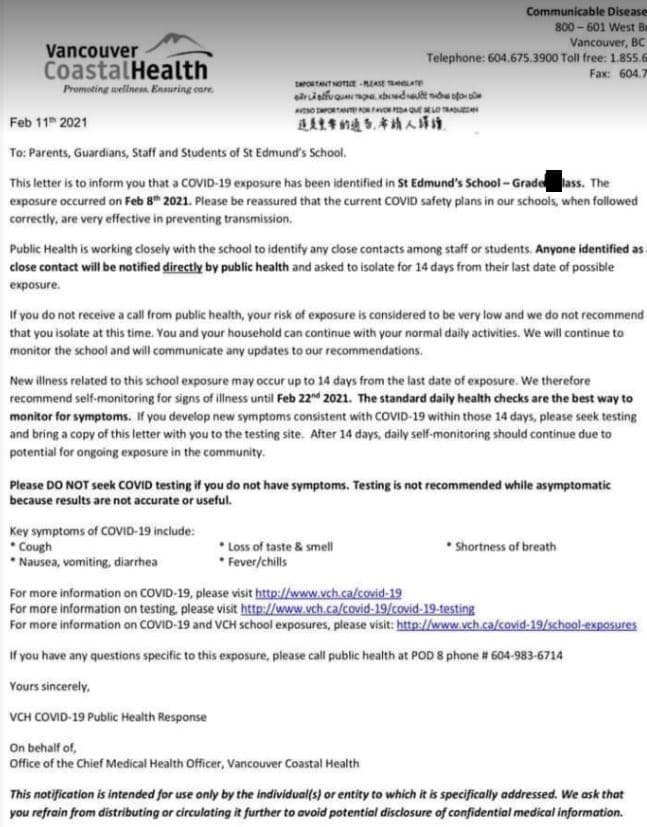 Communicable Disease
800 – 601 West B
Vancouver, BC
Telephone: 604.675.3900 Toll free: 1.855.6
Fax: 604.7
Vancouver
CoastalHealth
Promoting wellness. Ensuring care.
IMPORTANT NOTICE - PLEASE TRANSLATE!
ĐÂY LÀ ĐIỀU QUAN TRỌNG, XIN NHỜ NGƯỜI THÔNG DỊCH DÙM
AVISO IMPORTANTE! POR FAVOR PIDA QUE SE LO TRADUZCAN
這是重要的通告,希請人譯讀
Feb 11th 2021
To: Parents, Guardians, Staff and Students of St Edmund's School.
This letter is to inform you that a COVID-19 exposure has been identified in St Edmund's School – Grade lass. The
exposure occurred on Feb 8th 2021. Please be reassured that the current COVID safety plans in our schools, when followed
correctly, are very effective in preventing transmission.
Public Health is working closely with the school to identify any close contacts among staff or students. Anyone identified as
close contact will be notified directly by public health and asked to isolate for 14 days from their last date of possible
exposure.
If you do not receive a call from public health, your risk of exposure is considered to be very low and we do not recommend
that you isolate at this time. You and your household can continue with your normal daily activities. We will continue to
monitor the school and will communicate any updates to our recommendations.
New illness related to this school exposure may occur up to 14 days from the last date of exposure. We therefore
recommend self-monitoring for signs of illness until Feb 22nd 2021. The standard daily health checks are the best way to
monitor for symptoms. If you develop new symptoms consistent with COVID-19 within those 14 days, please seek testing
and bring a copy of this letter with you to the testing site. After 14 days, daily self-monitoring should continue due to
potential for ongoing exposure in the community.
Please DO NOT seek COVID testing if you do not have symptoms. Testing is not recommended while asymptomatic
because results are not accurate or useful.
Key symptoms of COVID-19 include:
* Cough * Loss of taste & smell * Shortness of breath
* Nausea, vomiting, diarrhea * Fever/chills
For more information on COVID-19, please visit http://www.vch.ca/covid-19
For more information on testing, please visit http://www.vch.ca/covid-19/covid-19-testing
For more information on COVID-19 and VCH school exposures, please visit: http://www.vch.ca/covid-19/school-exposures
If you have any questions specific to this exposure, please call public health at POD 8 phone # 604-983-6714
Yours sincerely,
VCH COVID-19 Public Health Response
On behalf of,
Office of the Chief Medical Health Officer, Vancouver Coastal Health
This notification is intended for use only by the individual(s) or entity to which it is specifically addressed. We ask that
you refrain from distributing or circulating it further to avoid potential disclosure of confidential medical information.